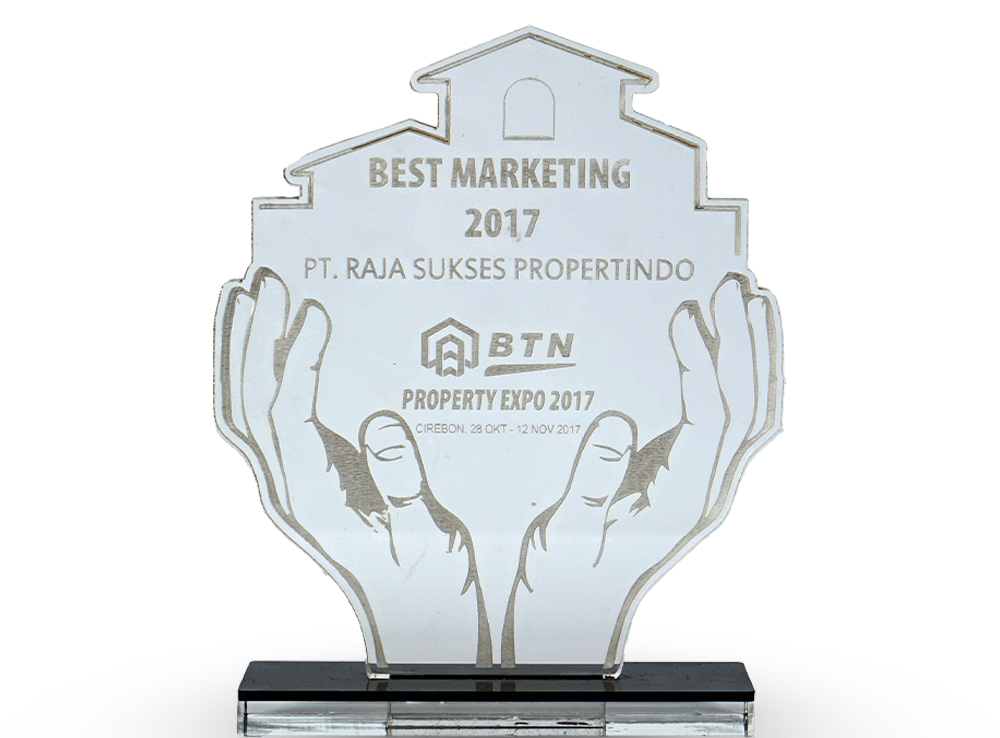 BEST MARKETING
2017
PT. RAJA SUKSES PROPERTINDO
BTN
PROPERTY EXPO 2017
CIREBON. 28 OKT - 12 NOV 2017